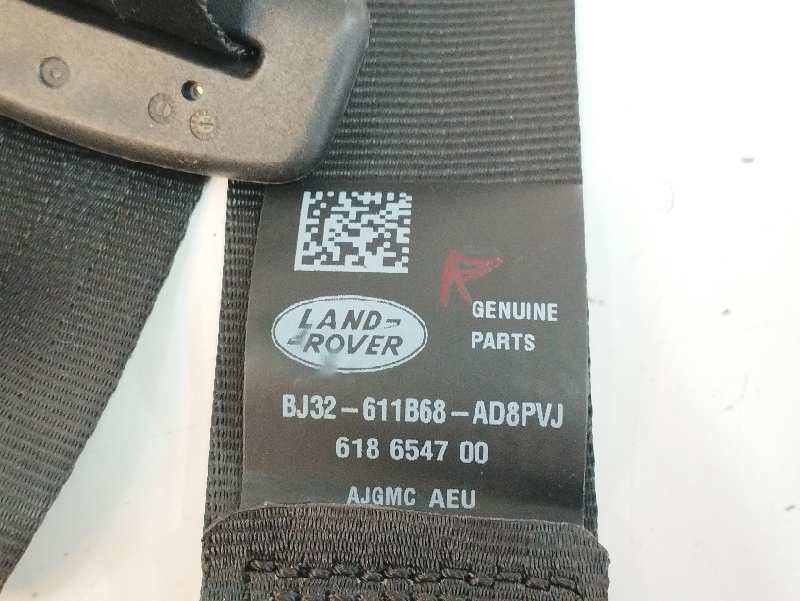 R
GENUINE
PARTS
LAND-
-ROVER
BJ32-611B68-AD8PVJ
618 6547 00
AJGMC AEU